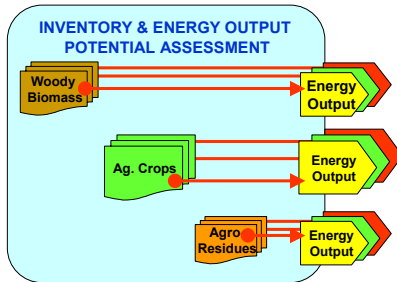 INVENTORY & ENERGY OUTPUT
POTENTIAL ASSESSMENT
Woody
Biomass
Energy
Output
Ag. Crops
Energy
Output
Agro
Residues
Energy
Output